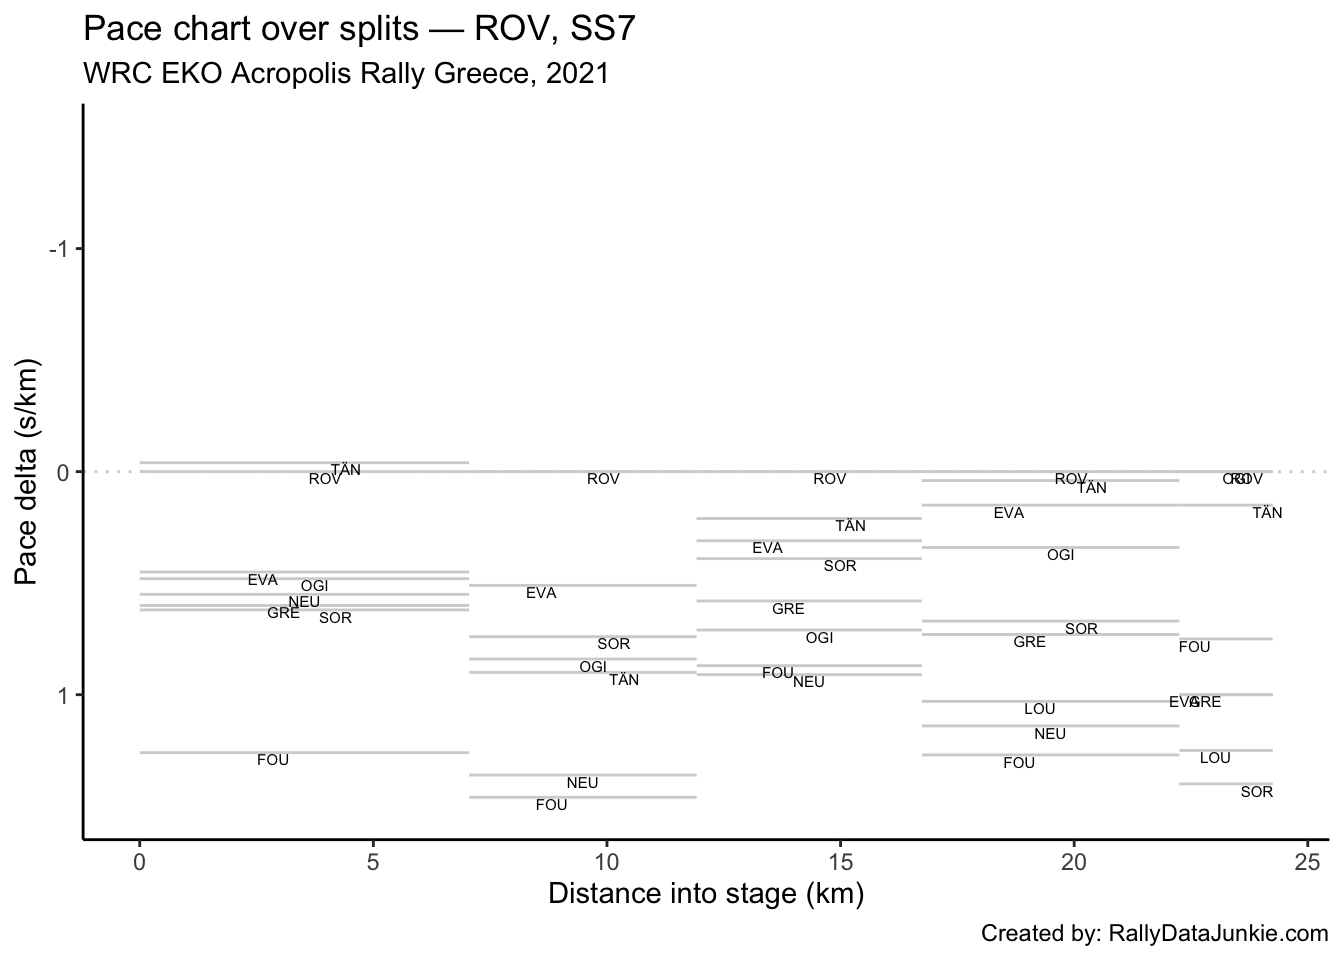 Pace chart over splits — ROV, SS7
WRC EKO Acropolis Rally Greece, 2021
Pace delta (s/km)
-1
0
1
TÄN
ROV
EVA
OGI
NEU
GRE
SOR
FOU
ROV
EVA
SOR
OGI
TÄN
NEU
FOU
ROV
TÄN
EVA
SOR
GRE
OGI
FOU
NEU
ROV
TÄN
EVA
OGI
SOR
GRE
LOU
NEU
FOU
OGI
ROV
TÄN
FOU
EVA
GRE
LOU
SOR
0 5 10 15 20 25
Distance into stage (km)
Created by: RallyDataJunkie.com